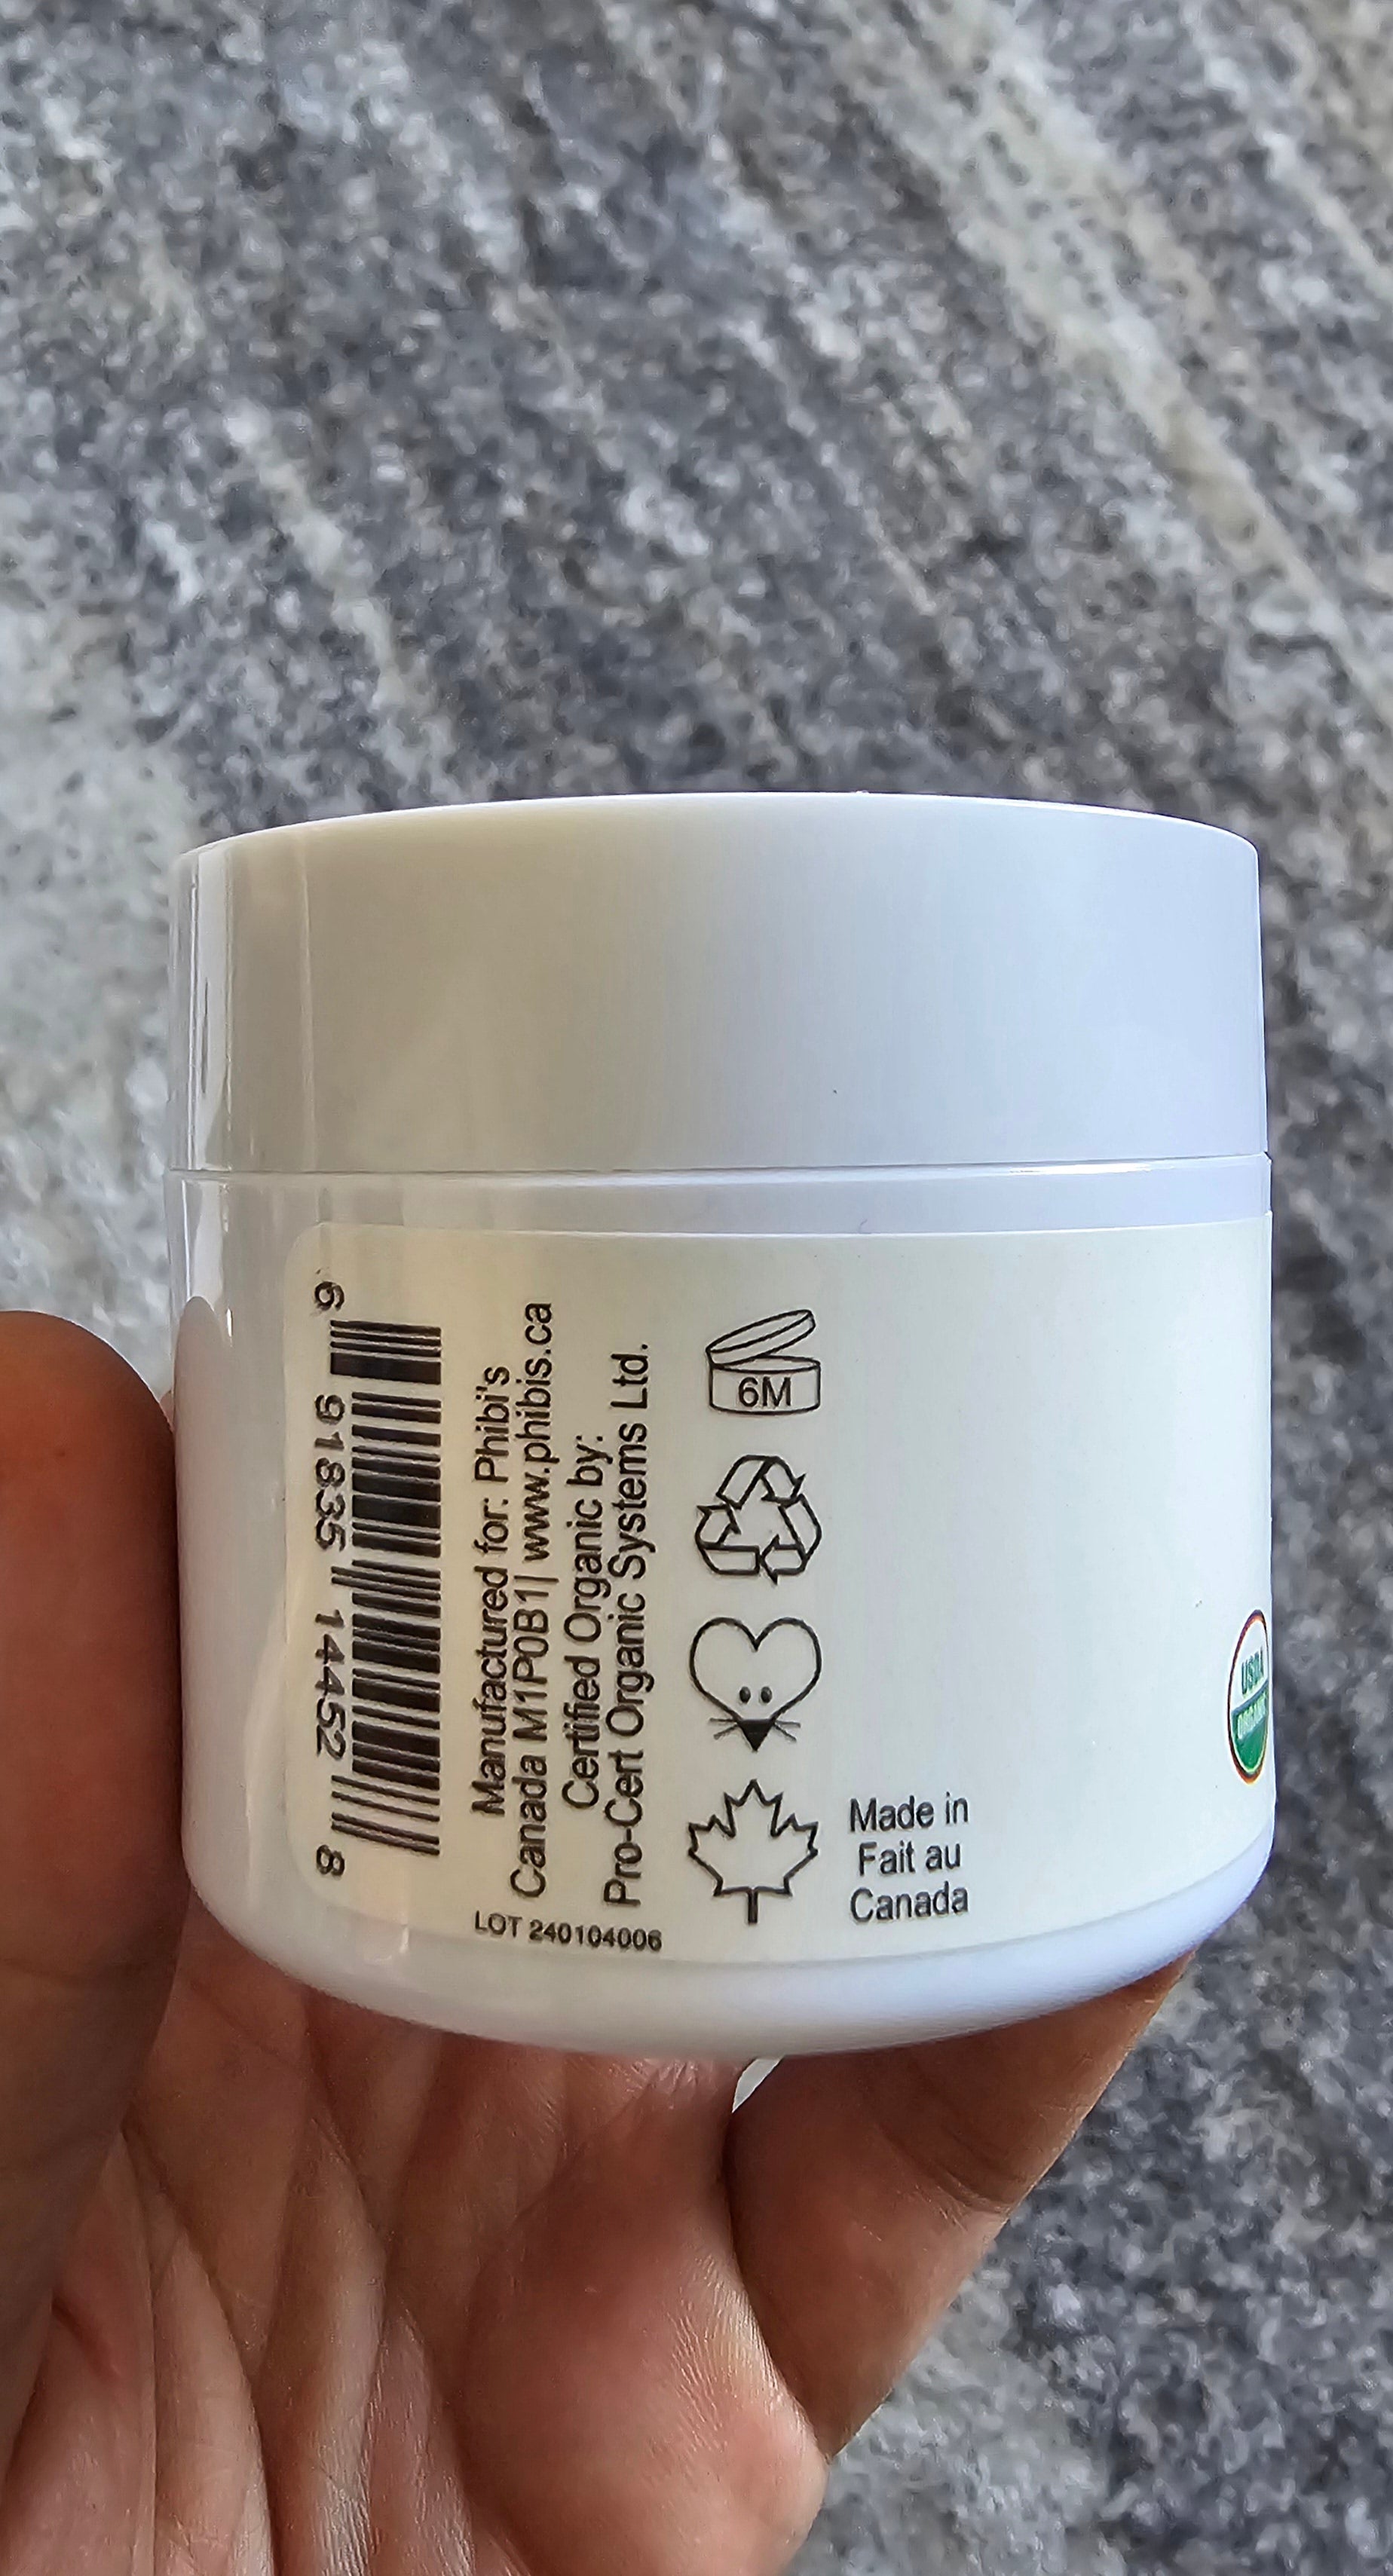 6 91835 14452 8
Manufactured for: Phibi's
Canada M1P0B1| www.phibis.ca
Certified Organic by:
Pro-Cert Organic Systems Ltd.
LOT 240104006
6M
Made in
Fait au
Canada
USDA
ORGANIC